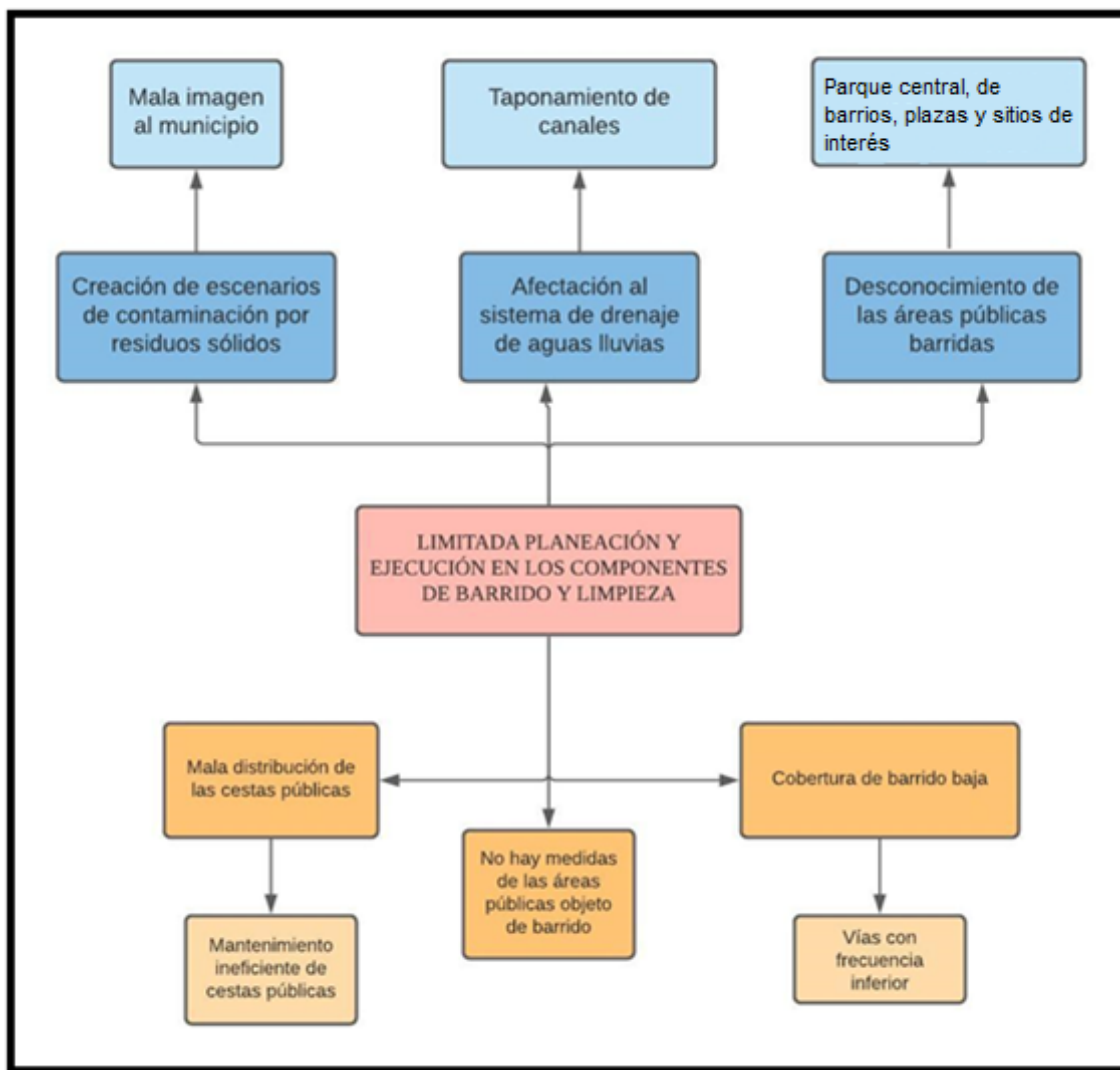 Mala imagen
al municipio
Taponamiento de
canales
Parque central, de
barrios, plazas y sitios de
interés
Creación de escenarios
de contaminación por
residuos sólidos
Afectación al
sistema de drenaje
de aguas lluvias
Desconocimiento de
las áreas públicas
barridas
LIMITADA PLANEACIÓN Y
EJECUCIÓN EN LOS COMPONENTES
DE BARRIDO Y LIMPIEZA
Mala distribución de
las cestas públicas
Cobertura de barrido baja
No hay medidas
de las áreas
públicas objeto
de barrido
Mantenimiento
ineficiente de
cestas públicas
Vías con
frecuencia
inferior